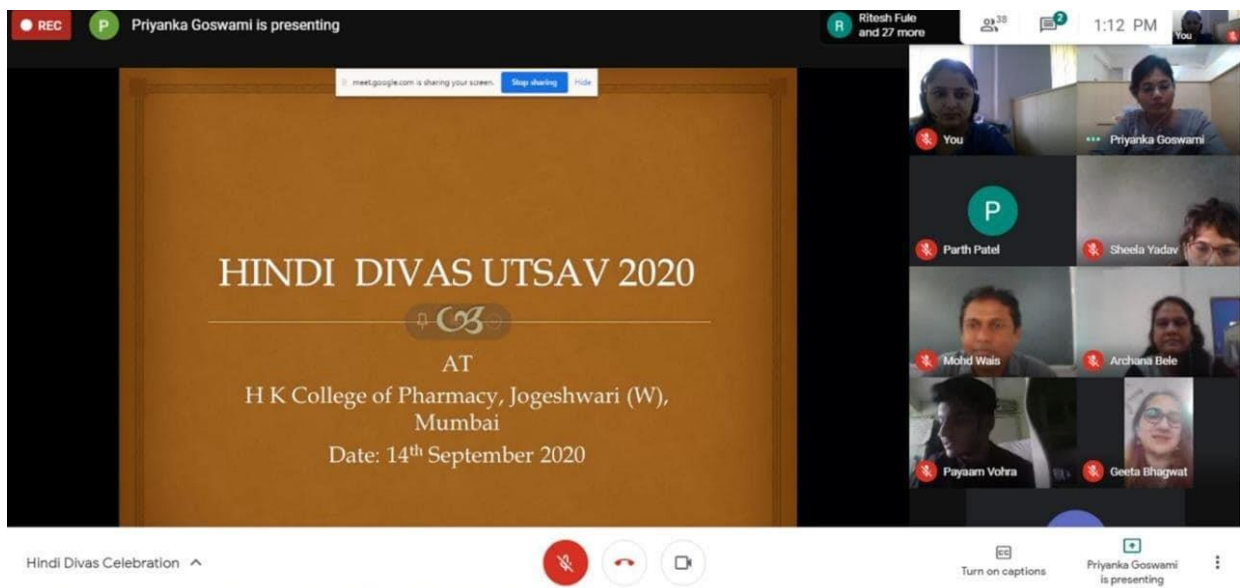 REC
P
Priyanka Goswami is presenting
R
Ritesh Fule
and 27 more
38
2
1:12 PM
You
meet.google.com is sharing your screen.
Stop sharing
Hide
You
Priyanka Goswami
P
Parth Patel
Sheela Yadav
HINDI DIVAS UTSAV 2020
Mohd Wais
Archana Bele
AT
H K College of Pharmacy, Jogeshwari (W),
Mumbai
Date: 14th September 2020
Payaam Vohra
Geeta Bhagwat
Hindi Divas Celebration
CC
Turn on captions
Priyanka Goswami
is presenting